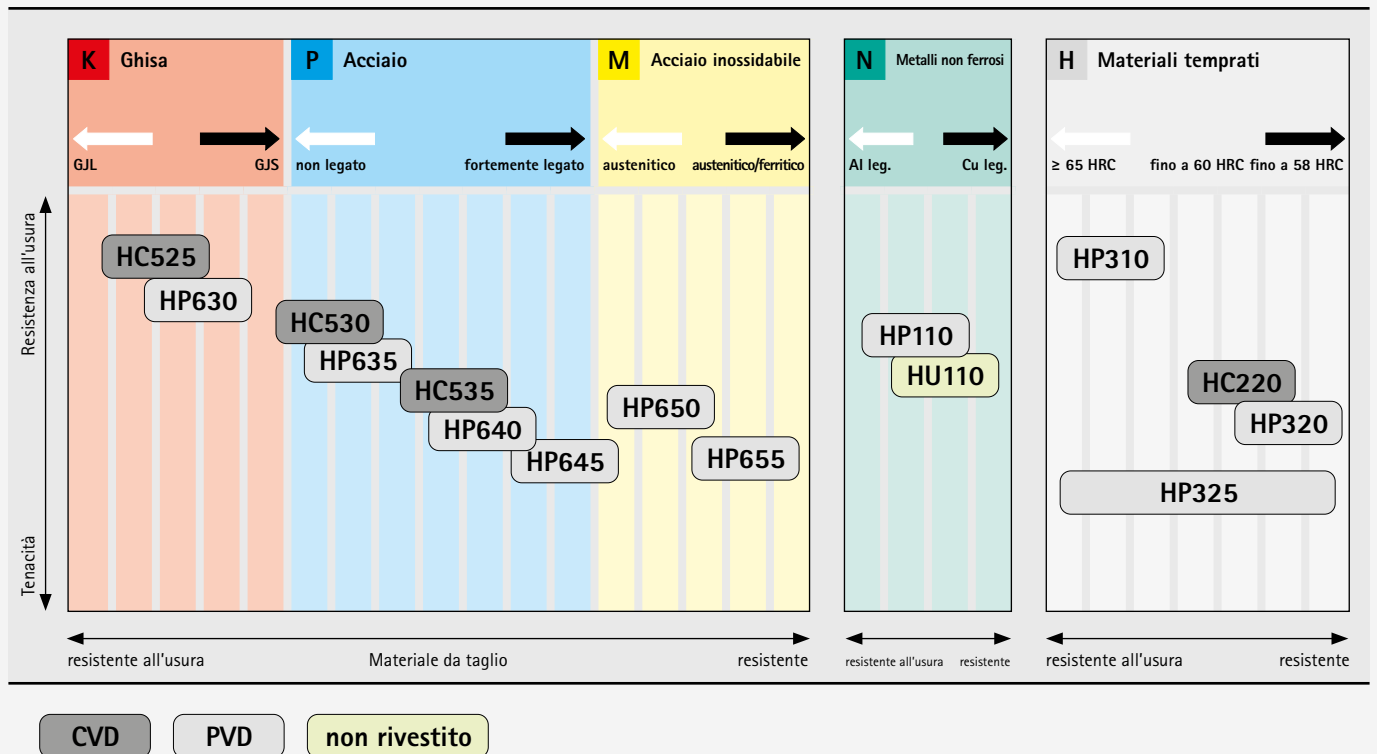 K Ghisa
P Acciaio
M Acciaio inossidabile
N Metalli non ferrosi
H Materiali temprati
GJL GJS
non legato fortemente legato
austenitico austenitico/ferritico
Al leg. Cu leg.
≥ 65 HRC fino a 60 HRC fino a 58 HRC
Resistenza all'usura
Tenacità
HC525
HP630
HC530
HP635
HC535
HP640
HP645
HP650
HP655
HP110
HU110
HP310
HC220
HP320
HP325
resistente all'usura Materiale da taglio resistente
resistente all'usura resistente
resistente all'usura resistente
CVD PVD non rivestito